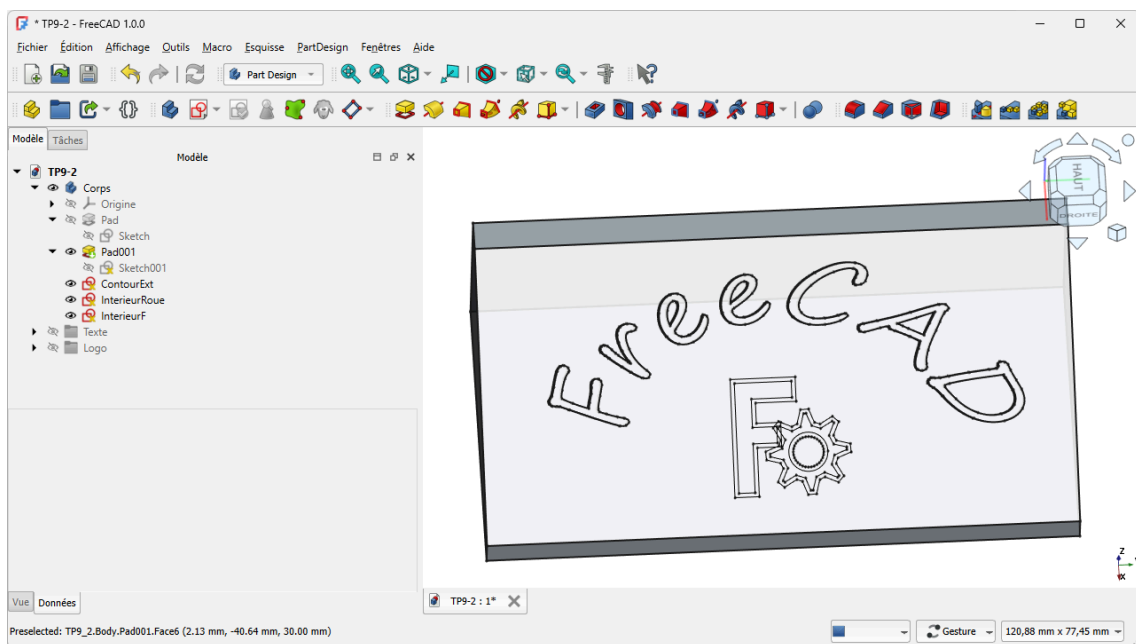 * TP9-2 - FreeCAD 1.0.0
Fichier Édition Affichage Outils Macro Esquisse PartDesign Fenêtres Aide
Part Design
Modèle Tâches
Modèle
TP9-2
Corps
Origine
Pad
Sketch
Pad001
Sketch001
ContourExt
InterieurRoue
InterieurF
Texte
Logo
HAUT
DROITE
FreeCAD
F
Z
Y
X
Vue Données
TP9-2 : 1*
Preselected: TP9_2.Body.Pad001.Face6 (2.13 mm, -40.64 mm, 30.00 mm)
Gesture
120,88 mm x 77,45 mm